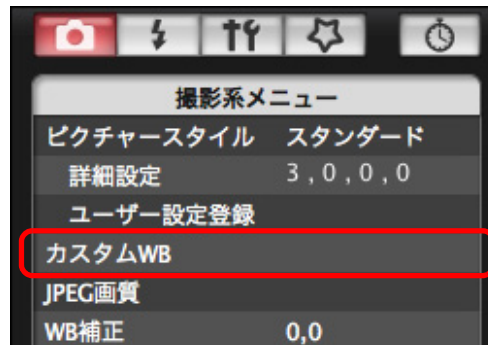 撮影系メニュー
ピクチャースタイル スタンダード
詳細設定 3,0,0,0
ユーザー設定登録
カスタムWB
JPEG画質
WB補正 0,0